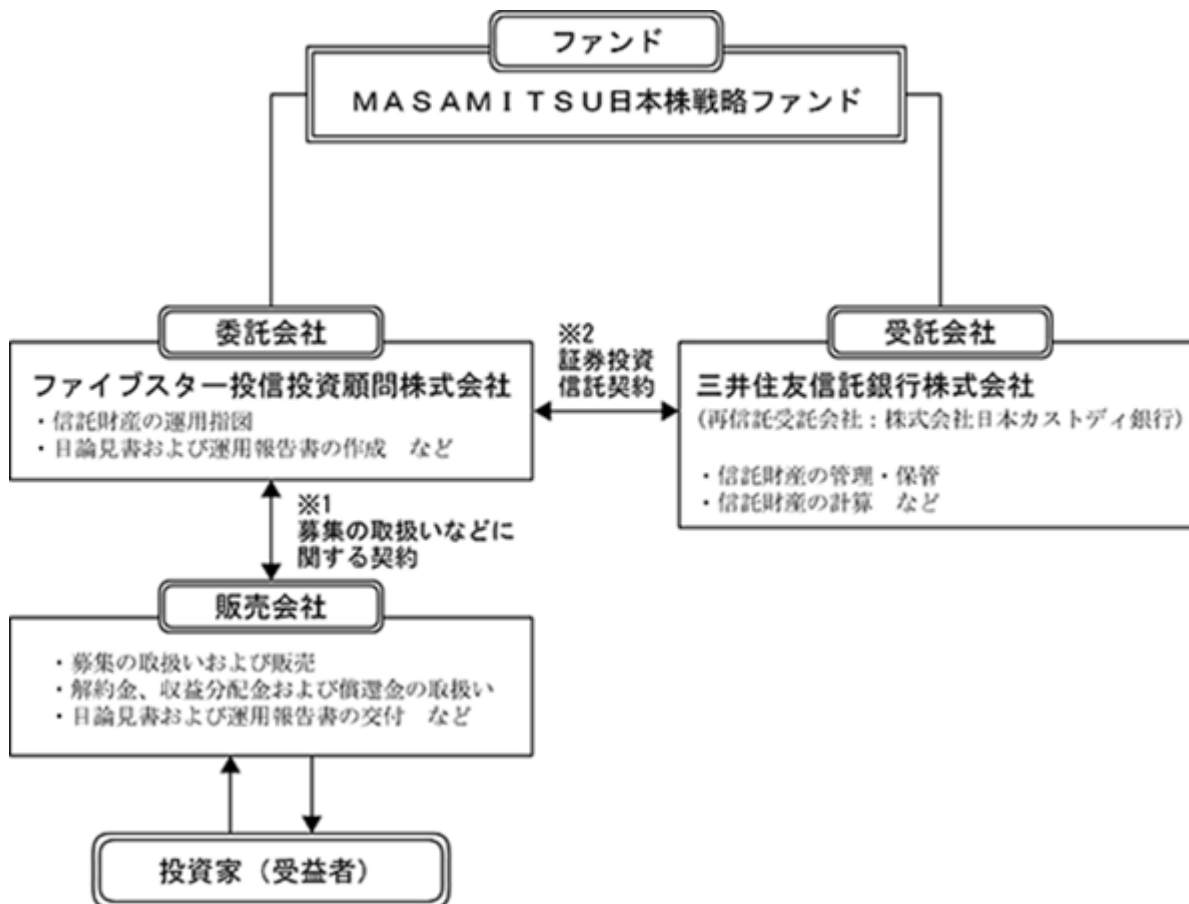 ファンド
ＭＡＳＡＭＩＴＳＵ日本株戦略ファンド
委託会社
ファイブスター投信投資顧問株式会社
・信託財産の運用指図
・目論見書および運用報告書の作成　など
※2
証券投資
信託契約
受託会社
三井住友信託銀行株式会社
(再信託受託会社：株式会社日本カストディ銀行)
・信託財産の管理・保管
・信託財産の計算　など
※1
募集の取扱いなどに
関する契約
販売会社
・募集の取扱いおよび販売
・解約金、収益分配金および償還金の取扱い
・目論見書および運用報告書の交付　など
投資家（受益者）